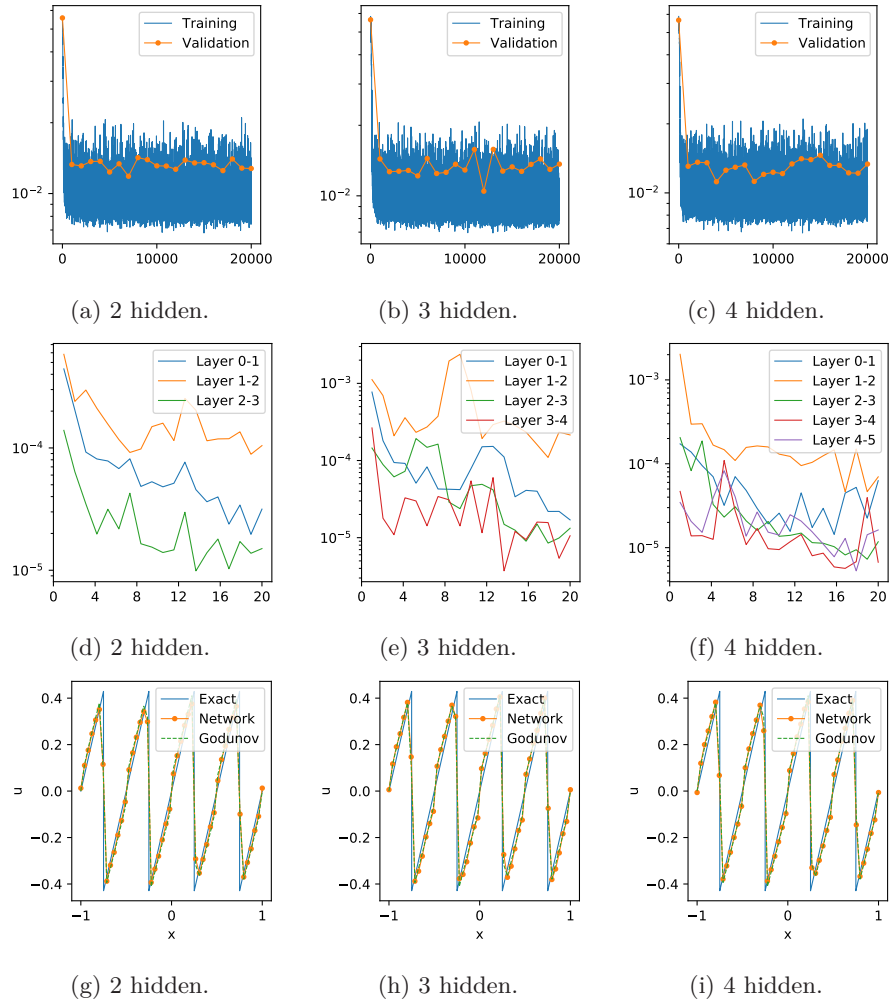 Training
Validation
10⁻²
0 10000 20000
(a) 2 hidden.
Training
Validation
10⁻²
0 10000 20000
(b) 3 hidden.
Training
Validation
10⁻²
0 10000 20000
(c) 4 hidden.
Layer 0-1
Layer 1-2
Layer 2-3
10⁻⁴
10⁻⁵
0 4 8 12 16 20
(d) 2 hidden.
Layer 0-1
Layer 1-2
Layer 2-3
Layer 3-4
10⁻³
10⁻⁴
10⁻⁵
0 4 8 12 16 20
(e) 3 hidden.
Layer 0-1
Layer 1-2
Layer 2-3
Layer 3-4
Layer 4-5
10⁻³
10⁻⁴
10⁻⁵
0 4 8 12 16 20
(f) 4 hidden.
Exact
Network
Godunov
0.4
0.2
0.0
−0.2
−0.4
u
−1 0 1
x
(g) 2 hidden.
Exact
Network
Godunov
0.4
0.2
0.0
−0.2
−0.4
u
−1 0 1
x
(h) 3 hidden.
Exact
Network
Godunov
0.4
0.2
0.0
−0.2
−0.4
u
−1 0 1
x
(i) 4 hidden.